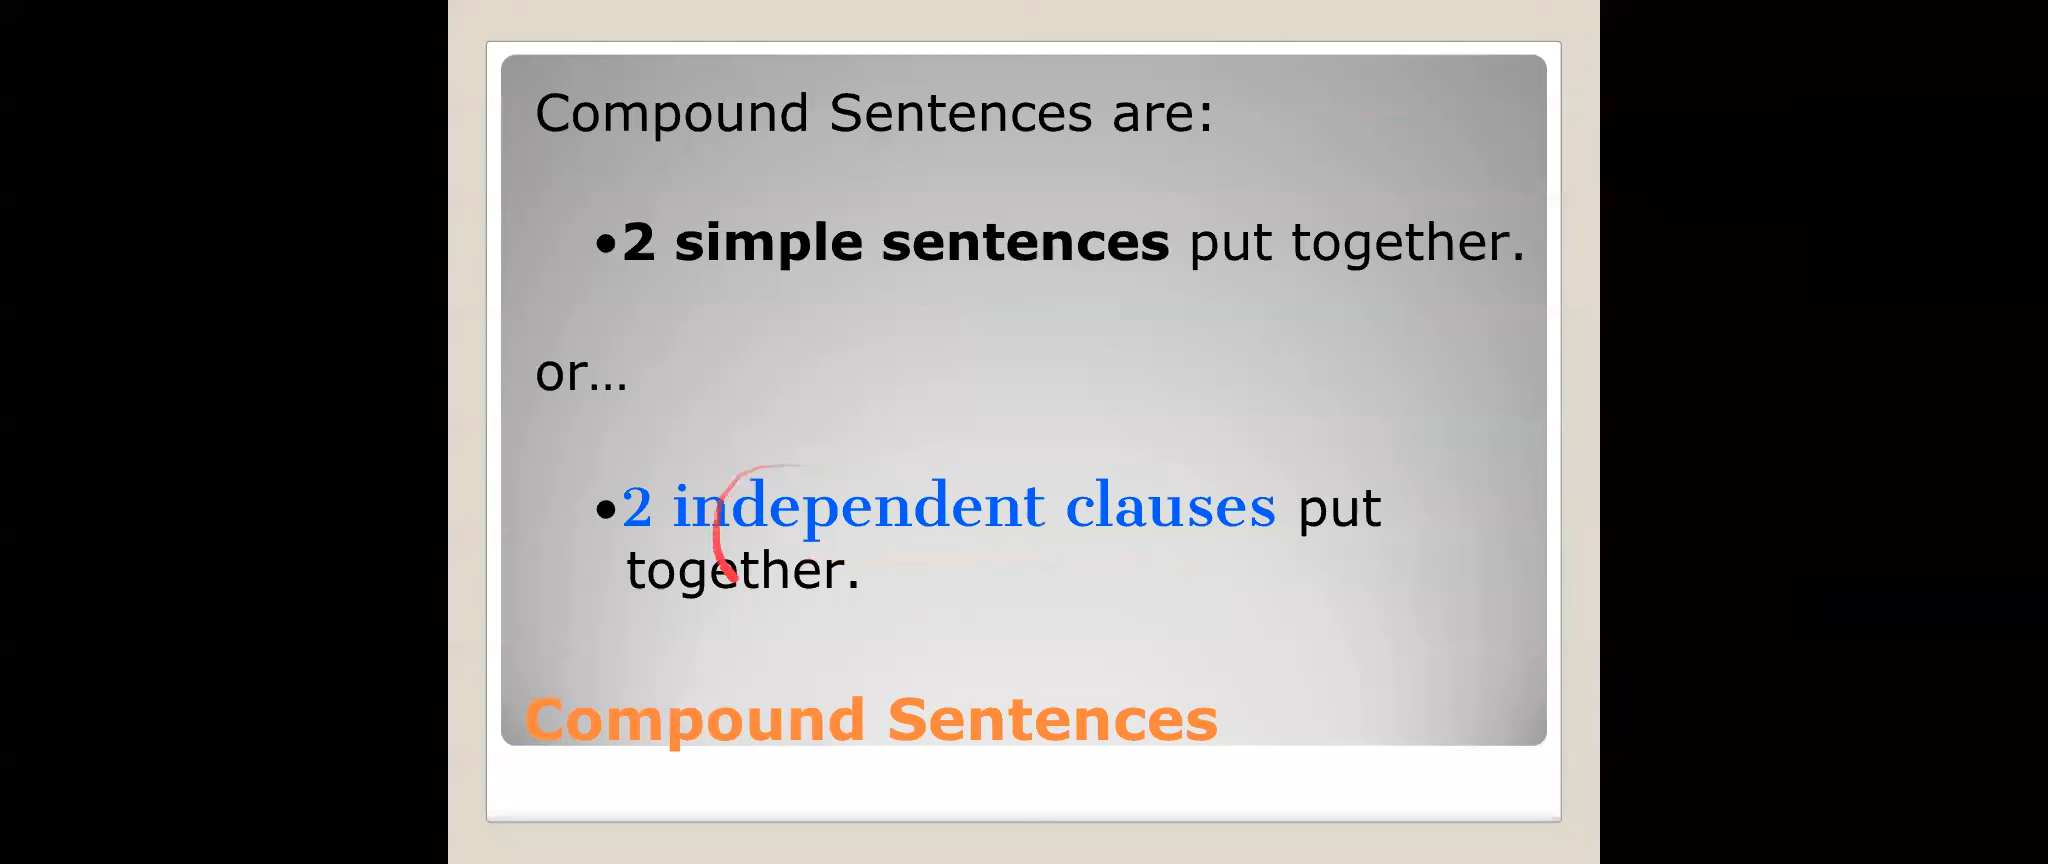 Compound Sentences are:
•2 simple sentences put together.
or...
•2 independent clauses put
together.
Compound Sentences